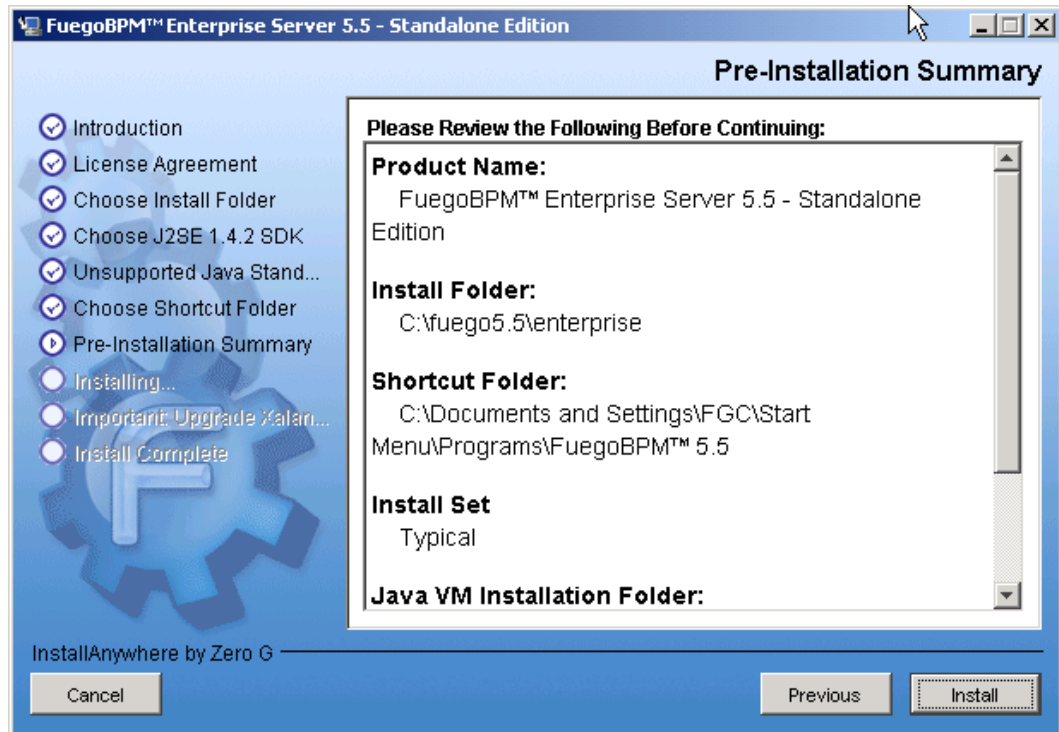 FuegoBPM™ Enterprise Server 5.5 - Standalone Edition
Pre-Installation Summary
Introduction
License Agreement
Choose Install Folder
Choose J2SE 1.4.2 SDK
Unsupported Java Stand...
Choose Shortcut Folder
Pre-Installation Summary
Installing...
Important: Upgrade Xalan...
Install Complete
Please Review the Following Before Continuing:
Product Name:
FuegoBPM™ Enterprise Server 5.5 - Standalone
Edition
Install Folder:
C:\fuego5.5\enterprise
Shortcut Folder:
C:\Documents and Settings\FGC\Start
Menu\Programs\FuegoBPM™ 5.5
Install Set
Typical
Java VM Installation Folder:
InstallAnywhere by Zero G
Cancel
Previous
Install